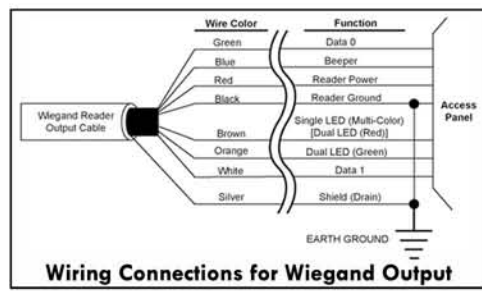 Wire Color Function
Green Data 0
Blue Beeper
Red Reader Power
Black Reader Ground
Wiegand Reader
Output Cable
Access
Panel
Single LED (Multi-Color)
Brown [Dual LED (Red)]
Orange Dual LED (Green)
White Data 1
Silver Shield (Drain)
EARTH GROUND
Wiring Connections for Wiegand Output